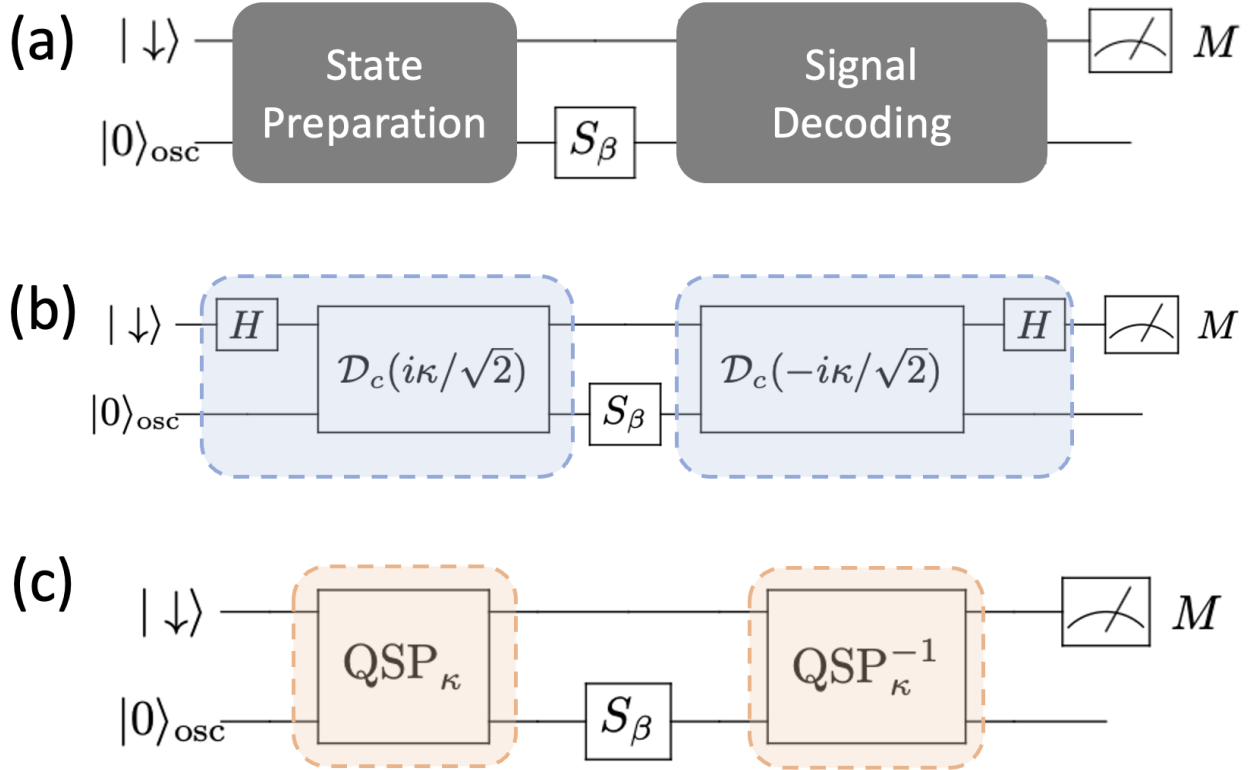 (a)
|↓⟩
State
Preparation
Signal
Decoding
M
|0⟩osc
Sβ
(b)
|↓⟩
H
𝒟c(iκ/√2)
𝒟c(−iκ/√2)
H
M
|0⟩osc
Sβ
(c)
|↓⟩
QSPκ
QSPκ⁻¹
M
|0⟩osc
Sβ